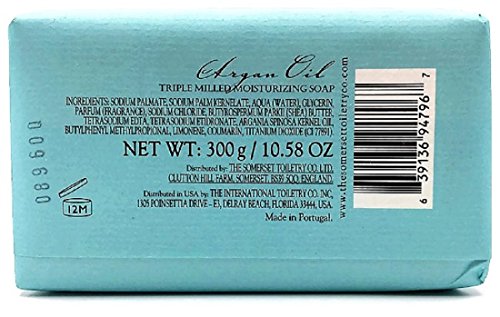 Argan Oil
TRIPLE MILLED MOISTURIZING SOAP
INGREDIENTS: SODIUM PALMATE, SODIUM PALM KERNELATE, AQUA (WATER), GLYCERIN,
PARFUM (FRAGRANCE), SODIUM CHLORIDE, BUTYROSPERMUM PARKII (SHEA) BUTTER,
TETRASODIUM EDTA, TETRASODIUM ETIDRONATE, ARGANIA SPINOSA KERNEL OIL,
BUTYLPHENYL METHYLPROPIONAL, LIMONENE, COUMARIN, TITANIUM DIOXIDE (CI 77891).
NET WT: 300 g / 10.58 OZ
Distributed by: THE SOMERSET TOILETRY CO. LTD.
CLUTTON HILL FARM, SOMERSET, BS39 5QQ, ENGLAND.
Distributed in USA by: THE INTERNATIONAL TOILETRY CO. INC,
1305 POINSETTIA DRIVE – E3, DELRAY BEACH, FLORIDA 33444, USA.
Made in Portugal.
089600
12M
www.thesomersettoiletryco.com
6 39136 94796 7